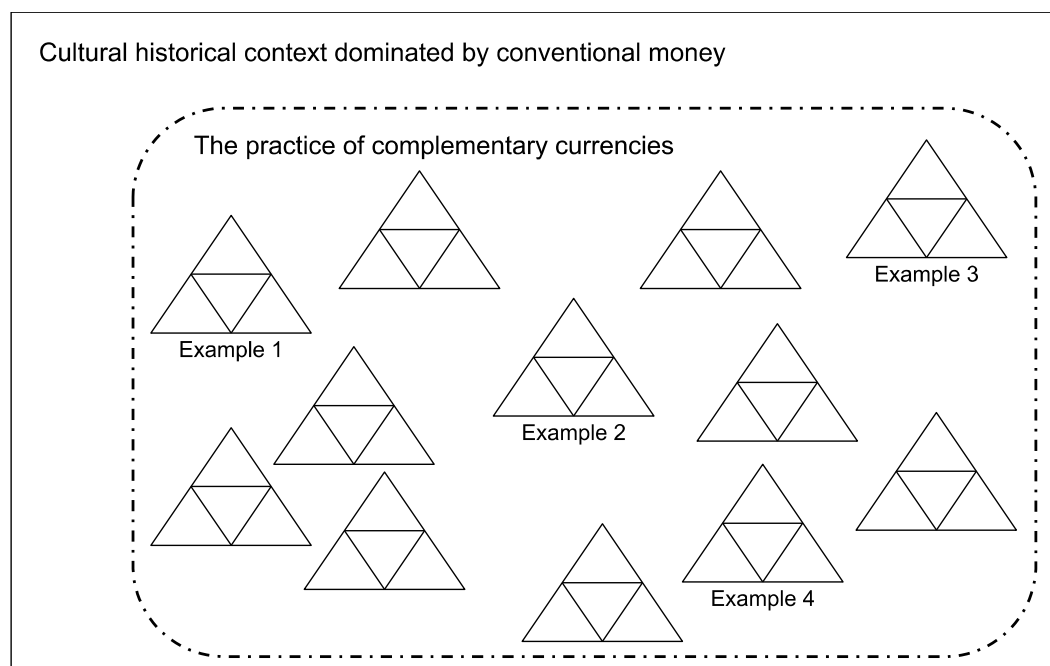 Cultural historical context dominated by conventional money
The practice of complementary currencies
Example 3
Example 1
Example 2
Example 4